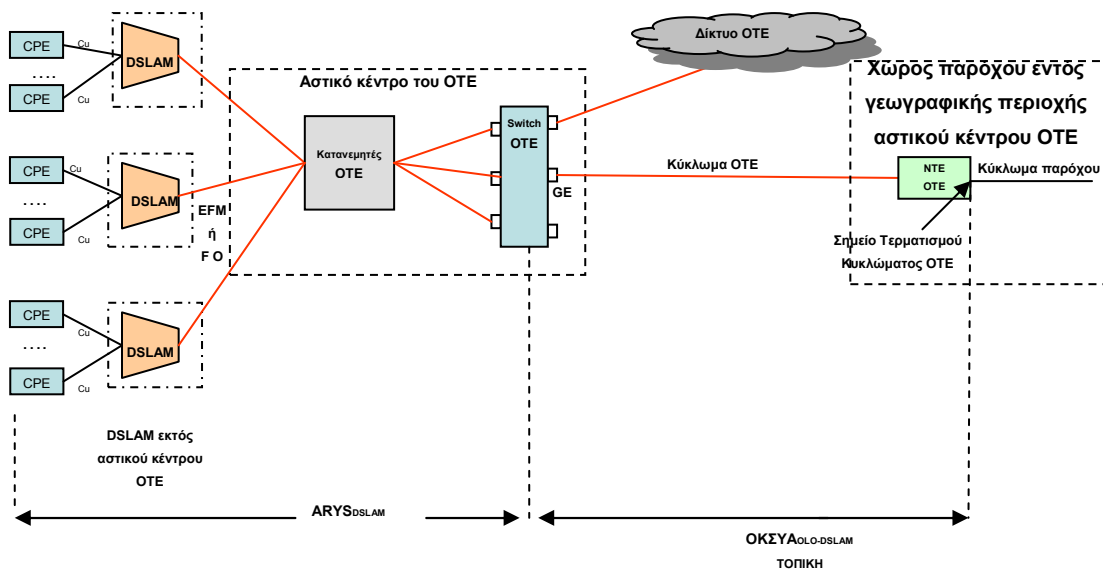 Δίκτυο ΟΤΕ
Αστικό κέντρο του ΟΤΕ
Χώρος παρόχου εντός
γεωγραφικής περιοχής
αστικού κέντρου ΟΤΕ
CPE
Cu
....
CPE
Cu
DSLAM
CPE
Cu
....
CPE
Cu
DSLAM
CPE
Cu
....
CPE
Cu
DSLAM
EFM
ή
F O
Κατανεμητές
ΟΤΕ
Switch
ΟΤΕ
GE
Κύκλωμα ΟΤΕ
NTE
ΟΤΕ
Κύκλωμα παρόχου
Σημείο Τερματισμού
Κυκλώματος ΟΤΕ
DSLAM εκτός
αστικού κέντρου
ΟΤΕ
ARYSDSLAM
ΟΚΣΥΑOLO-DSLAM
ΤΟΠΙΚΗ